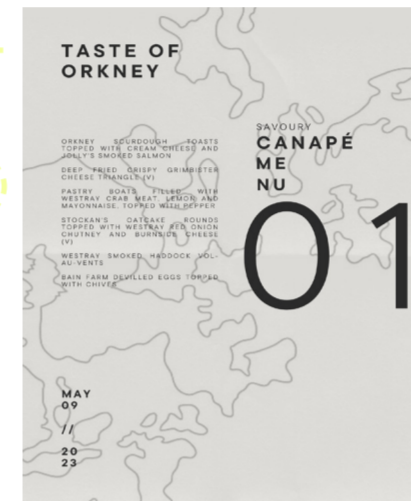 TASTE OF
ORKNEY
ORKNEY SOURDOUGH TOASTS
TOPPED WITH CREAM CHEESE AND
JOLLY'S SMOKED SALMON
DEEP FRIED CRISPY GRIMBISTER
CHEESE TRIANGLE (V)
PASTRY BOATS FILLED WITH
WESTRAY CRAB MEAT, LEMON AND
MAYONNAISE. TOPPED WITH PEPPER
STOCKAN'S OATCAKE ROUNDS
TOPPED WITH WESTRAY RED ONION
CHUTNEY AND BURNSIDE CHEESE
(V)
WESTRAY SMOKED HADDOCK VOL-
AU-VENTS
BAIN FARM DEVILLED EGGS TOPPED
WITH CHIVES
SAVOURY
CANAPÉ
ME
NU
01
MAY
09
//
20
23